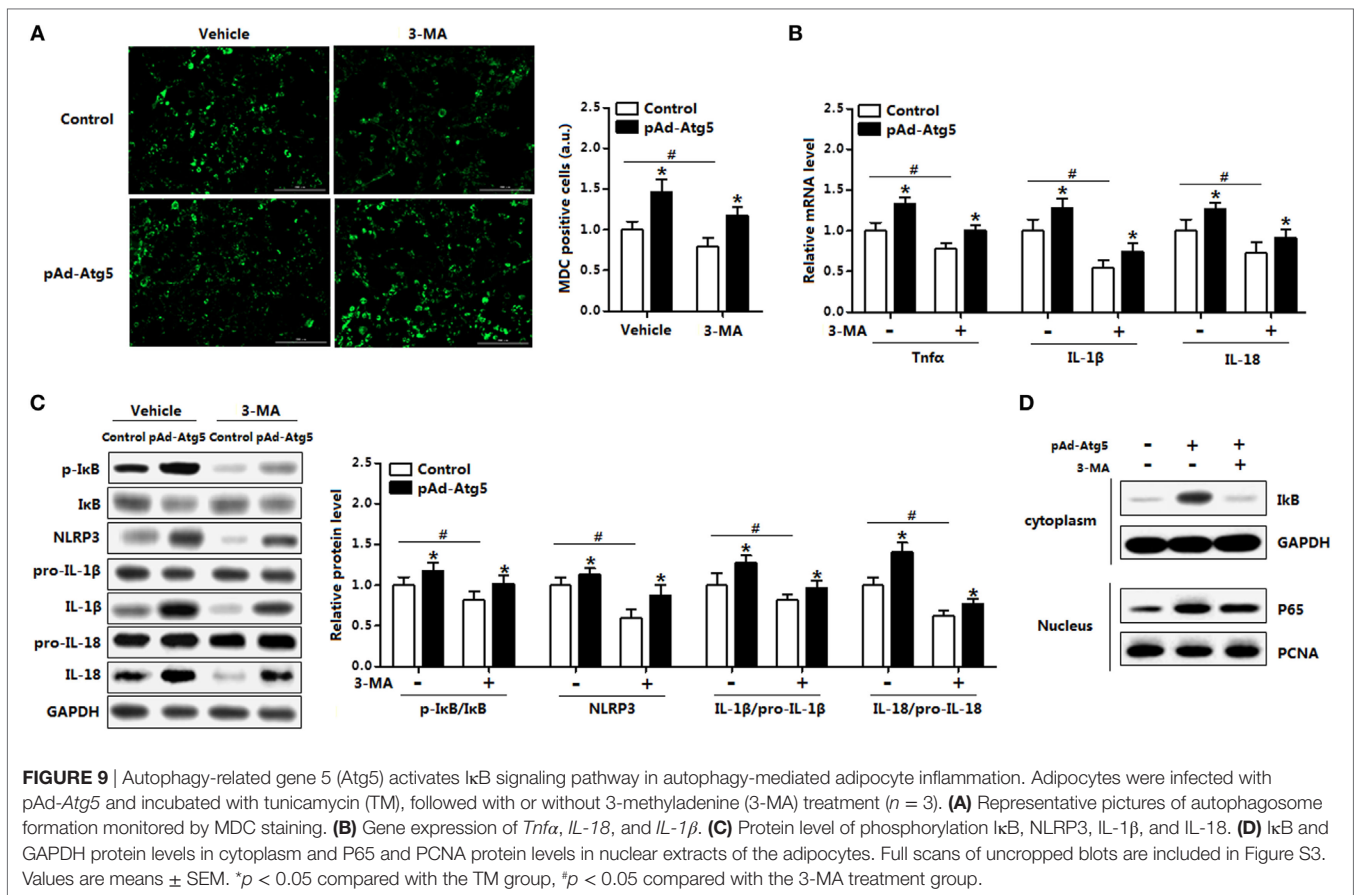 A
Vehicle
3-MA
Control
pAd-Atg5
Control
pAd-Atg5
MDC positive cells (a.u.)
2.5
2.0
1.5
1.0
0.5
0.0
#
*
*
Vehicle
3-MA
B
Control
pAd-Atg5
Relative mRNA level
2.5
2.0
1.5
1.0
0.5
0.0
# # #
* * * * * *
3-MA - + - + - +
Tnfα IL-1β IL-18
C
Vehicle 3-MA
Control pAd-Atg5 Control pAd-Atg5
p-IκB
IκB
NLRP3
pro-IL-1β
IL-1β
pro-IL-18
IL-18
GAPDH
Control
pAd-Atg5
Relative protein level
2.5
2.0
1.5
1.0
0.5
0.0
# # # #
* * * * * * * *
3-MA - + - + - + - +
p-IκB/IκB NLRP3 IL-1β/pro-IL-1β IL-18/pro-IL-18
D
pAd-Atg5 - + +
3-MA - - +
cytoplasm
IkB
GAPDH
Nucleus
P65
PCNA
FIGURE 9 | Autophagy-related gene 5 (Atg5) activates IκB signaling pathway in autophagy-mediated adipocyte inflammation. Adipocytes were infected with
pAd-Atg5 and incubated with tunicamycin (TM), followed with or without 3-methyladenine (3-MA) treatment (n = 3). (A) Representative pictures of autophagosome
formation monitored by MDC staining. (B) Gene expression of Tnfα, IL-18, and IL-1β. (C) Protein level of phosphorylation IκB, NLRP3, IL-1β, and IL-18. (D) IκB and
GAPDH protein levels in cytoplasm and P65 and PCNA protein levels in nuclear extracts of the adipocytes. Full scans of uncropped blots are included in Figure S3.
Values are means ± SEM. *p < 0.05 compared with the TM group, #p < 0.05 compared with the 3-MA treatment group.